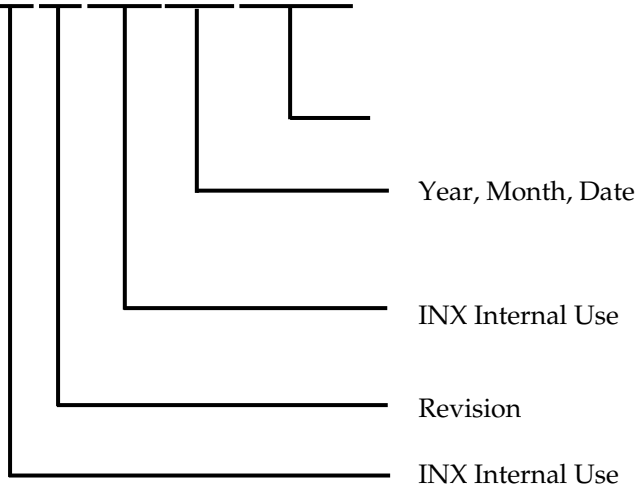 Year, Month, Date
INX Internal Use
Revision
INX Internal Use